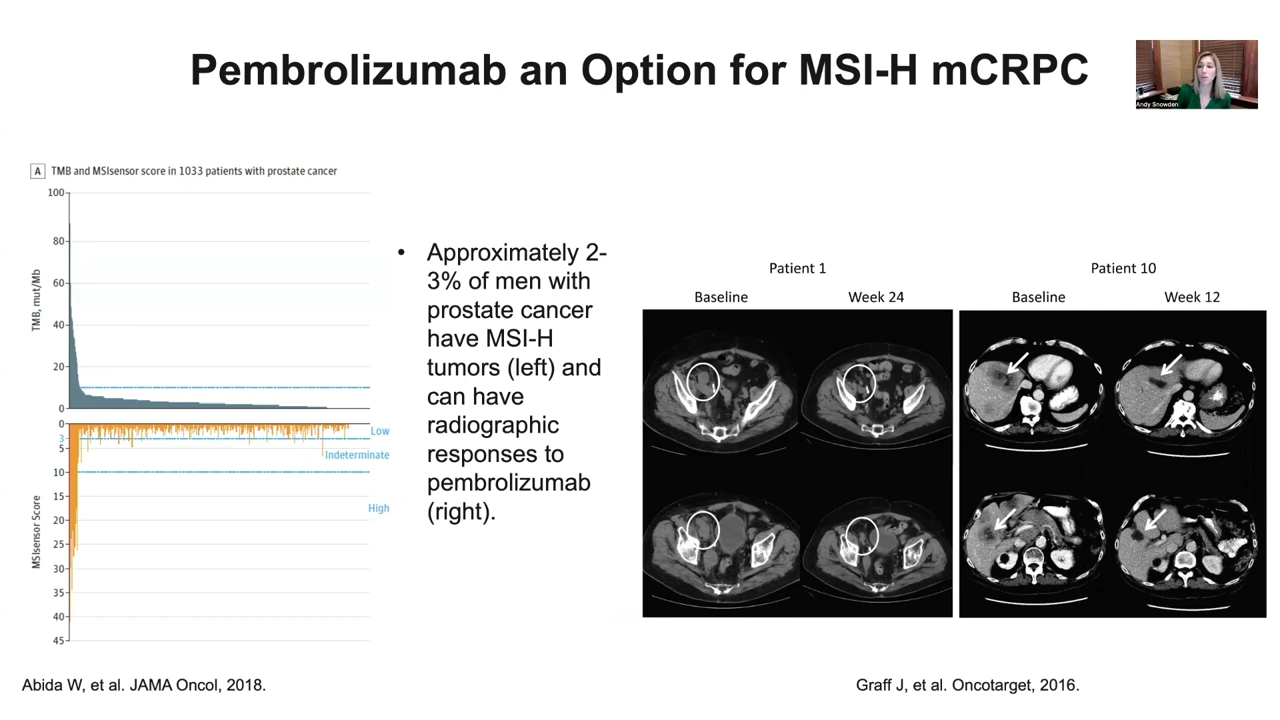 Pembrolizumab an Option for MSI-H mCRPC
Andy Snowden
A TMB and MSIsensor score in 1033 patients with prostate cancer
100
80
60
40
20
0
TMB, mut/Mb
0
3
5
10
15
20
25
30
35
40
45
MSIsensor Score
Low
Indeterminate
High
• Approximately 2-
3% of men with
prostate cancer
have MSI-H
tumors (left) and
can have
radiographic
responses to
pembrolizumab
(right).
Patient 1
Baseline Week 24
Patient 10
Baseline Week 12
Abida W, et al. JAMA Oncol, 2018.
Graff J, et al. Oncotarget, 2016.